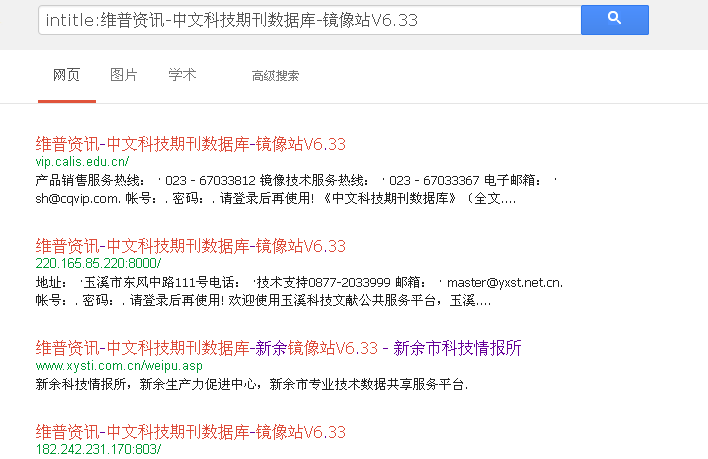 intitle:维普资讯-中文科技期刊数据库-镜像站V6.33
网页 图片 学术 高级搜索
维普资讯-中文科技期刊数据库-镜像站V6.33
vip.calis.edu.cn/
产品销售服务热线： ·023 - 67033812 镜像技术服务热线： ·023 - 67033367 电子邮箱： ·
sh@cqvip.com. 帐号：. 密码：. 请登录后再使用! 《中文科技期刊数据库》（全文....
维普资讯-中文科技期刊数据库-镜像站V6.33
220.165.85.220:8000/
地址： ·玉溪市东风中路111号电话： ·技术支持0877-2033999 邮箱： · master@yxst.net.cn.
帐号：. 密码：. 请登录后再使用! 欢迎使用玉溪科技文献公共服务平台，玉溪....
维普资讯-中文科技期刊数据库-新余镜像站V6.33 - 新余市科技情报所
www.xysti.com.cn/weipu.asp
新余科技情报所，新余生产力促进中心，新余市专业技术数据共享服务平台.
维普资讯-中文科技期刊数据库-镜像站V6.33
182.242.231.170:803/